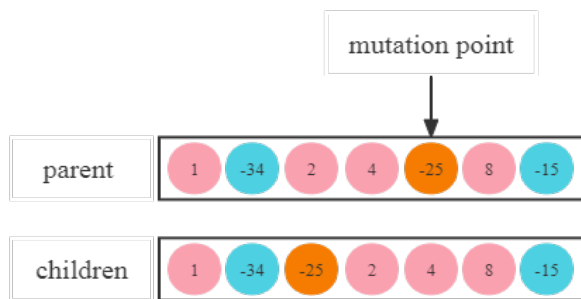 mutation point
parent
1 -34 2 4 -25 8 -15
children
1 -34 -25 2 4 8 -15